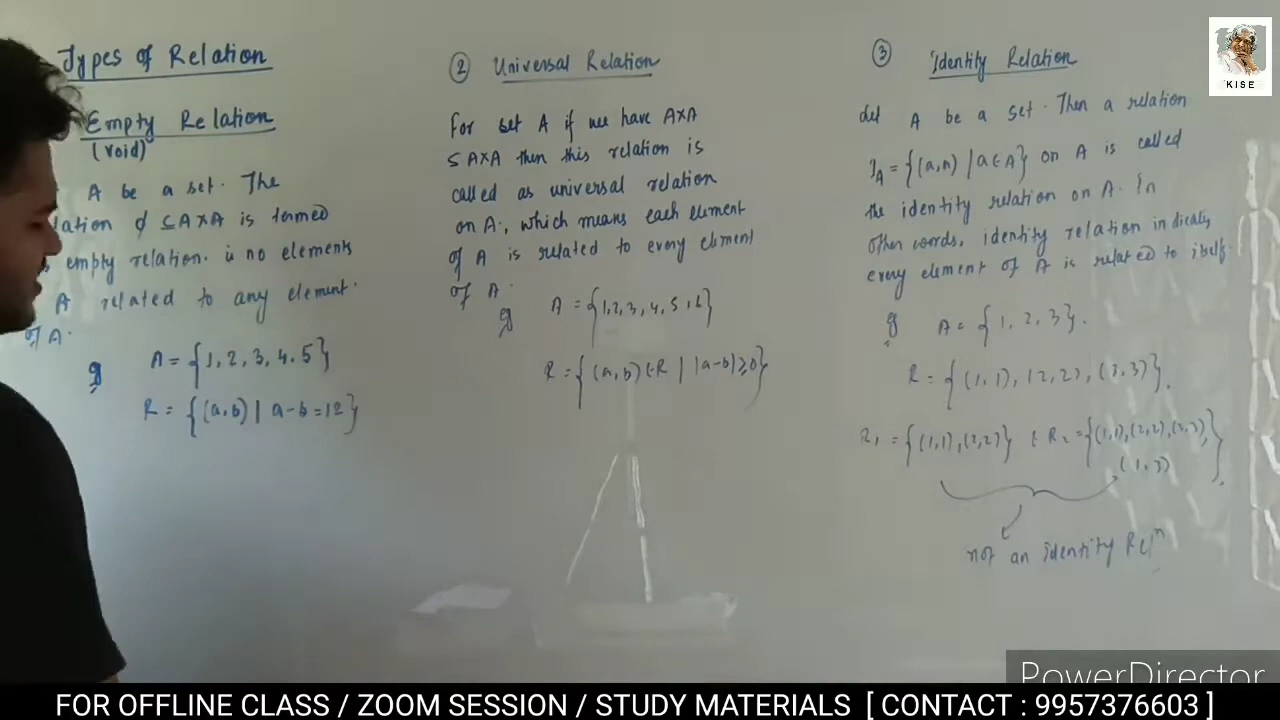 Types of Relation
Empty Relation
(void)
A be a set. The
lation ϕ ⊆ A×A is termed
empty relation. ie no elements
A related to any element.
of A.
eg A = {1, 2, 3, 4, 5}
R = {(a, b) | a-b = 12}
② Universal Relation
For set A if we have A×A
⊆ A×A then this relation is
called as universal relation
on A, which means each element
of A is related to every element
of A.
eg A = {1, 2, 3, 4, 5, 6}
R = {(a, b) ∈ R | |a-b| ≥ 0}
③ Identity Relation
Let A be a set. Then a relation
I_A = {(a, a) | a ∈ A} on A is called
the identity relation on A. In
other words, identity relation indicates
every element of A is related to itself.
eg A = {1, 2, 3}.
R = {(1, 1), (2, 2), (3, 3)}.
R₁ = {(1,1), (2,2)} & R₂ = {(1,1), (2,2), (3,3),
(1,3)}
not an identity Relⁿ
KISE
PowerDirector
FOR OFFLINE CLASS / ZOOM SESSION / STUDY MATERIALS [ CONTACT : 9957376603 ]